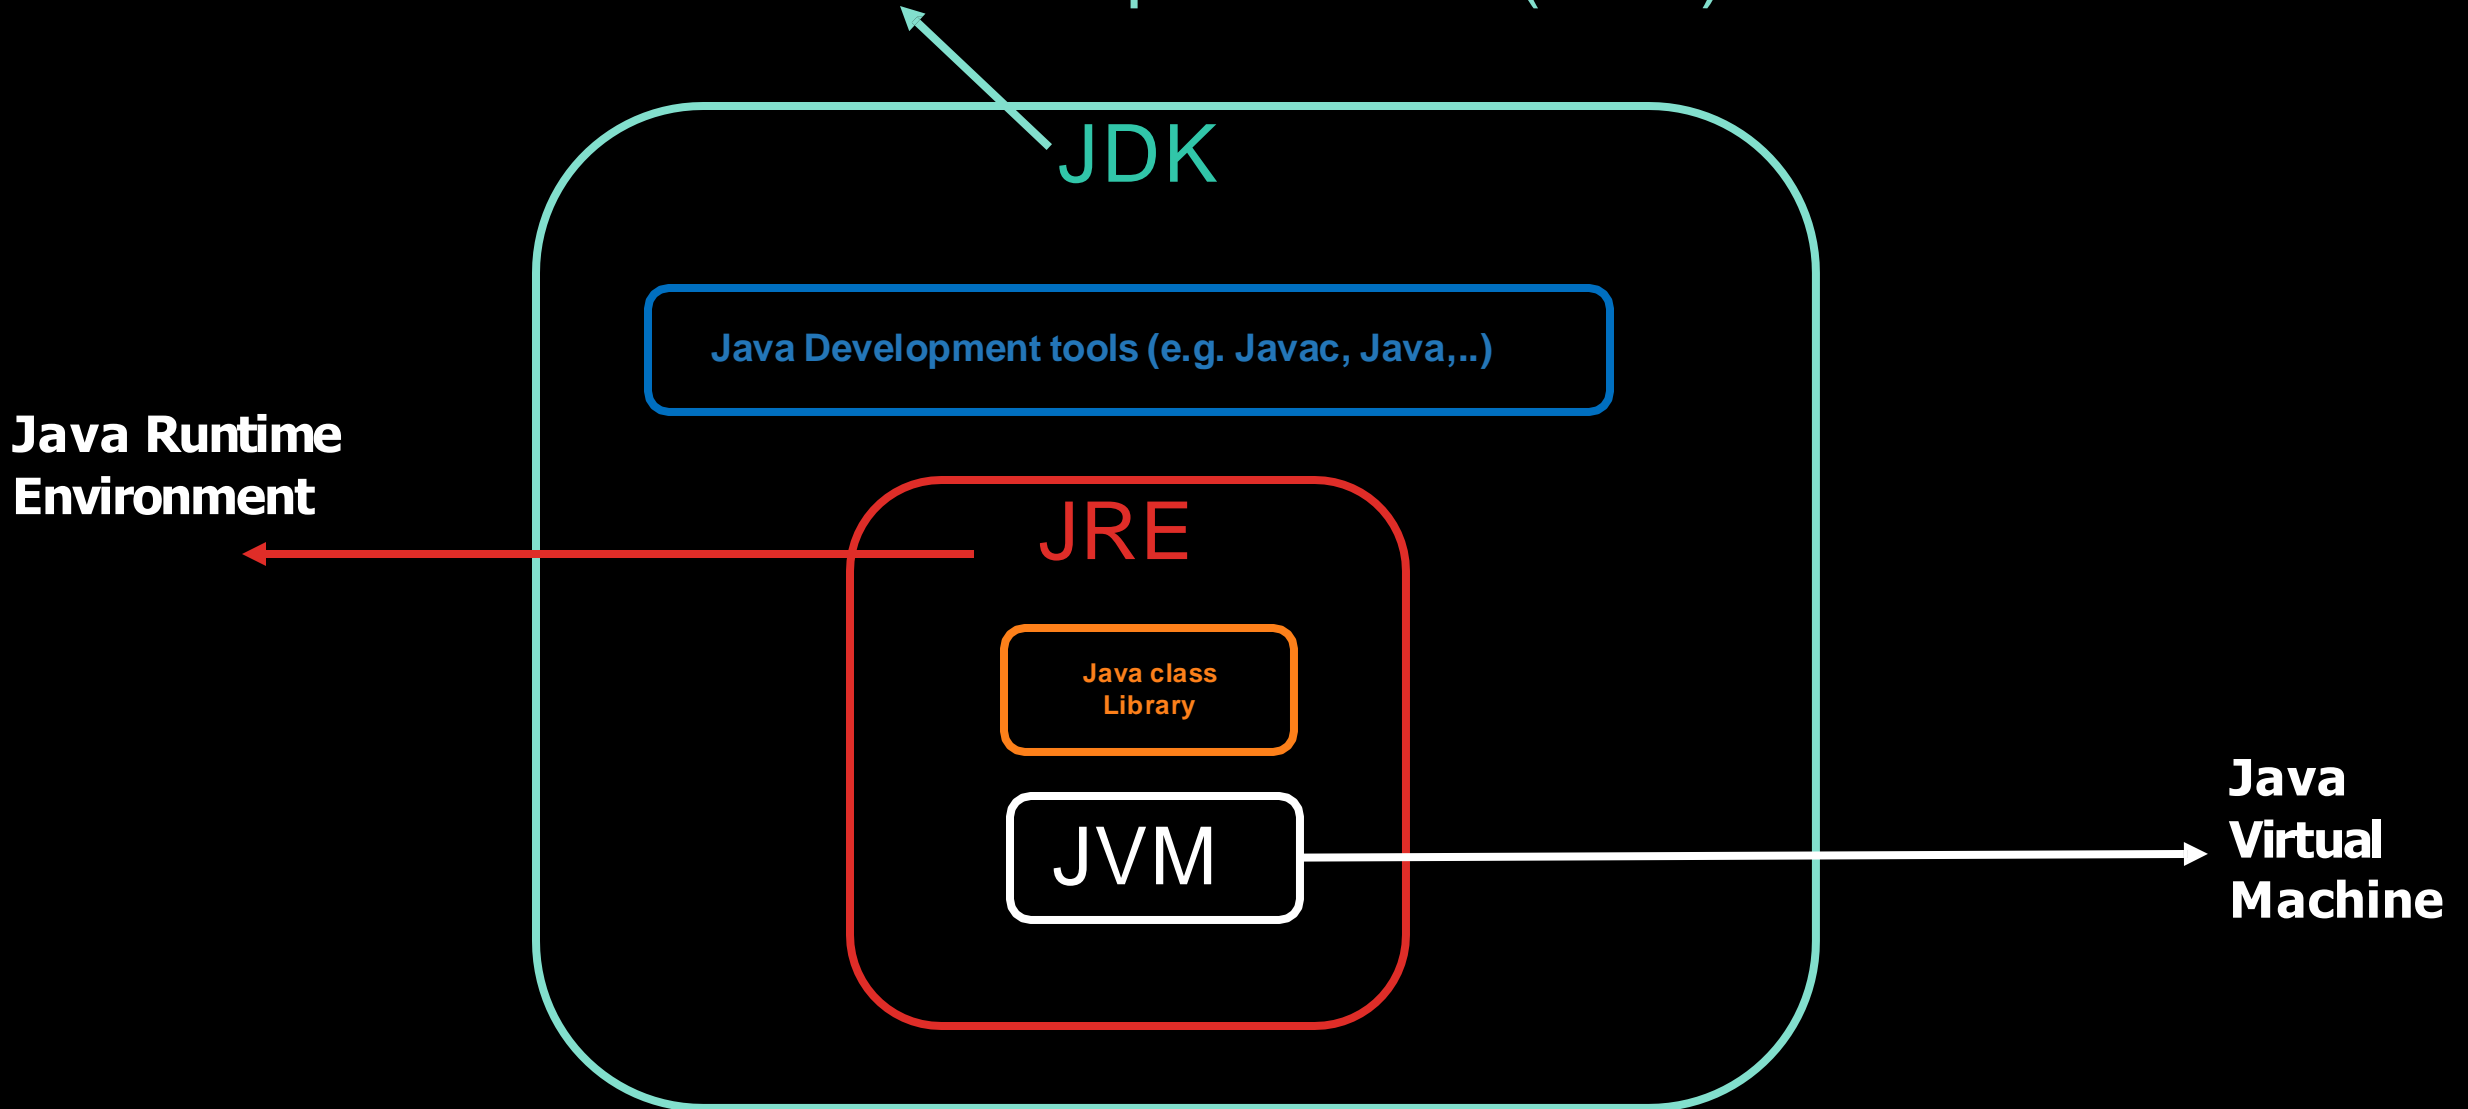 JDK
Java Development tools (e.g. Javac, Java,..)
Java Runtime
Environment
JRE
Java class
Library
JVM
Java
Virtual
Machine